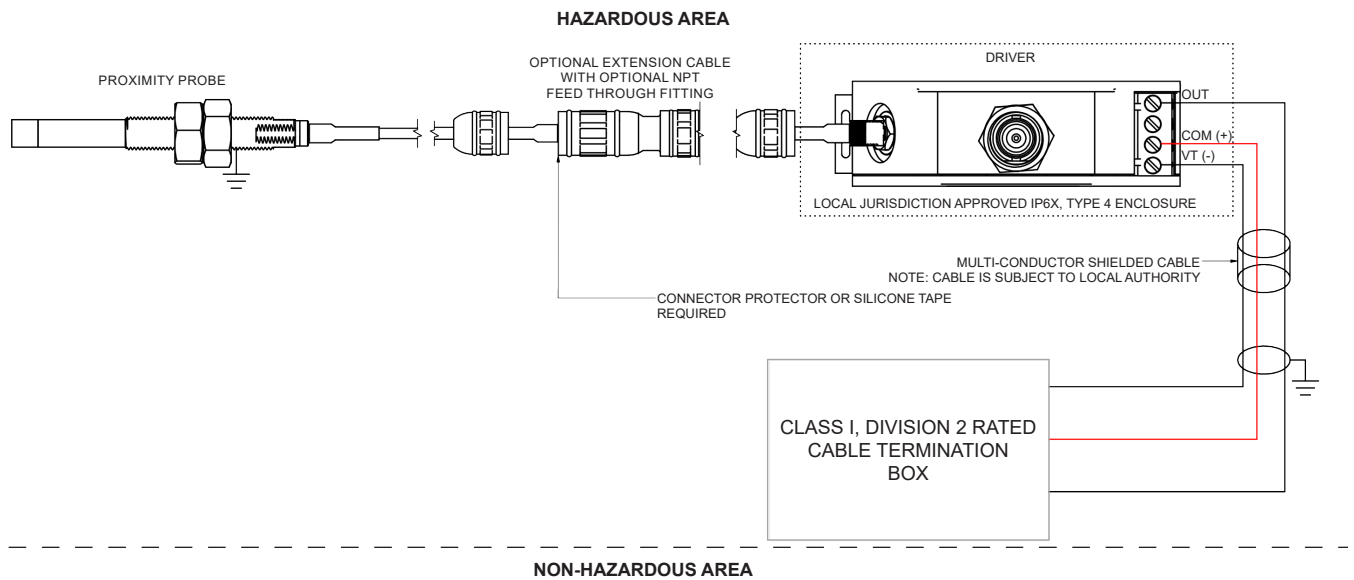 HAZARDOUS AREA
PROXIMITY PROBE
OPTIONAL EXTENSION CABLE
WITH OPTIONAL NPT
FEED THROUGH FITTING
DRIVER
OUT
COM (+)
VT (-)
LOCAL JURISDICTION APPROVED IP6X, TYPE 4 ENCLOSURE
MULTI-CONDUCTOR SHIELDED CABLE
NOTE: CABLE IS SUBJECT TO LOCAL AUTHORITY
CONNECTOR PROTECTOR OR SILICONE TAPE
REQUIRED
CLASS I, DIVISION 2 RATED
CABLE TERMINATION
BOX
NON-HAZARDOUS AREA